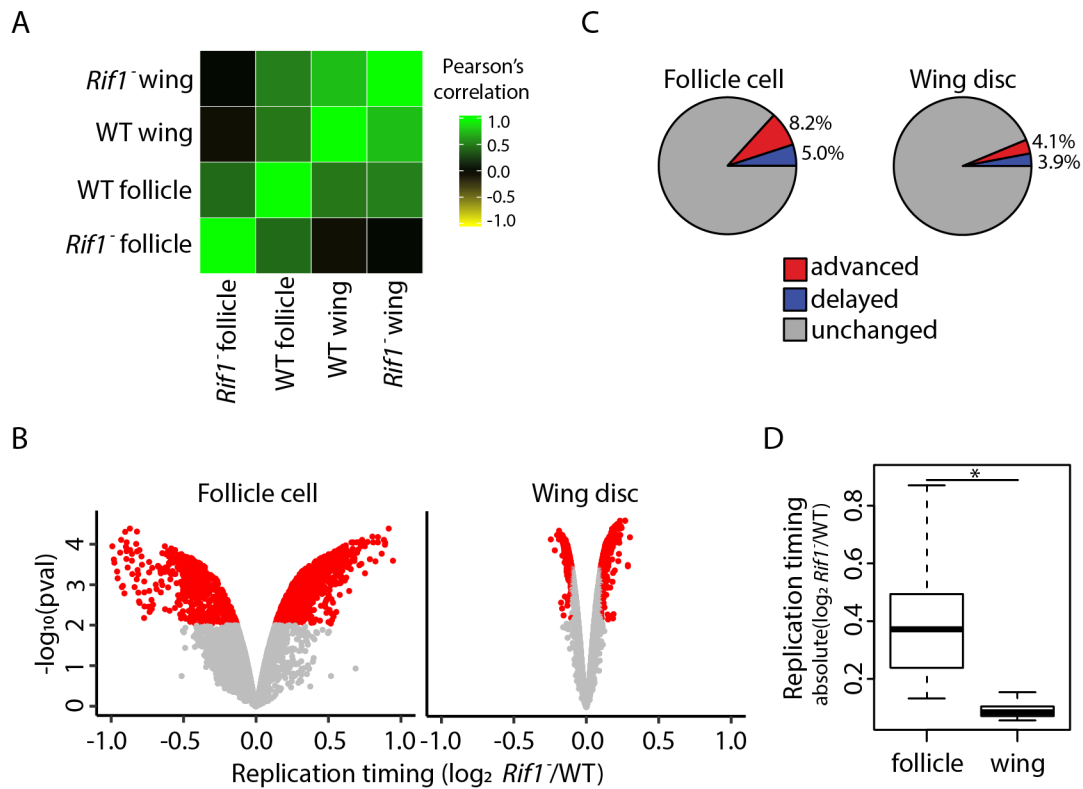 A
Rif1⁻ wing
WT wing
WT follicle
Rif1⁻ follicle
Rif1⁻ follicle
WT follicle
WT wing
Rif1⁻ wing
Pearson's
correlation
1.0
0.5
0.0
-0.5
-1.0
C
Follicle cell
8.2%
5.0%
Wing disc
4.1%
3.9%
advanced
delayed
unchanged
B
Follicle cell
Wing disc
-log₁₀(pval)
4
3
2
1
0
-1.0 -0.5 0.0 0.5 1.0
-1.0 -0.5 0.0 0.5 1.0
Replication timing (log₂ Rif1⁻/WT)
D
Replication timing
absolute(log₂ Rif1⁻/WT)
0.8
0.6
0.4
0.2
*
follicle wing